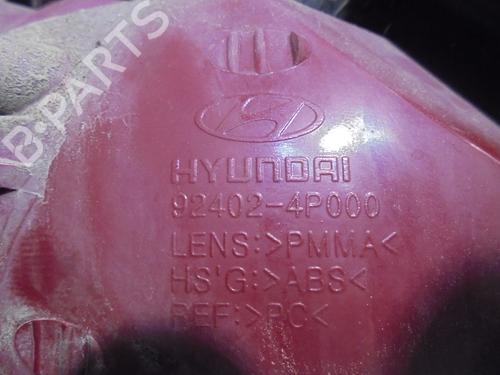 B-PARTS
HYUNDAI
92402-4P000
LENS:>PMMA<
HS'G:>ABS<
REF:>PC<